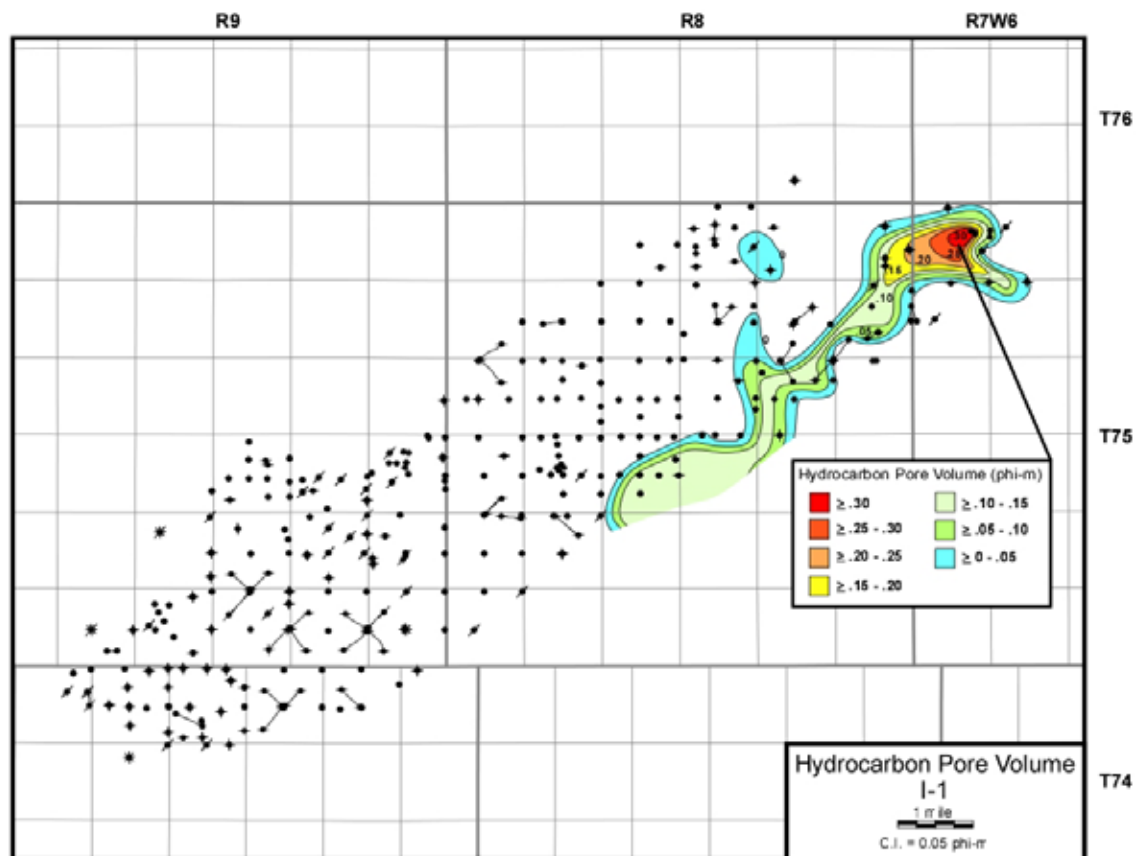 R9 R8 R7W6
T76
T75
T74
0
.30
.20
.15
.10
0
.05
Hydrocarbon Pore Volume (phi-m)
≥ .30 ≥ .10 - .15
≥ .25 - .30 ≥ .05 - .10
≥ .20 - .25 ≥ 0 - .05
≥ .15 - .20
Hydrocarbon Pore Volume
I-1
1 mile
C.I. = 0.05 phi-m